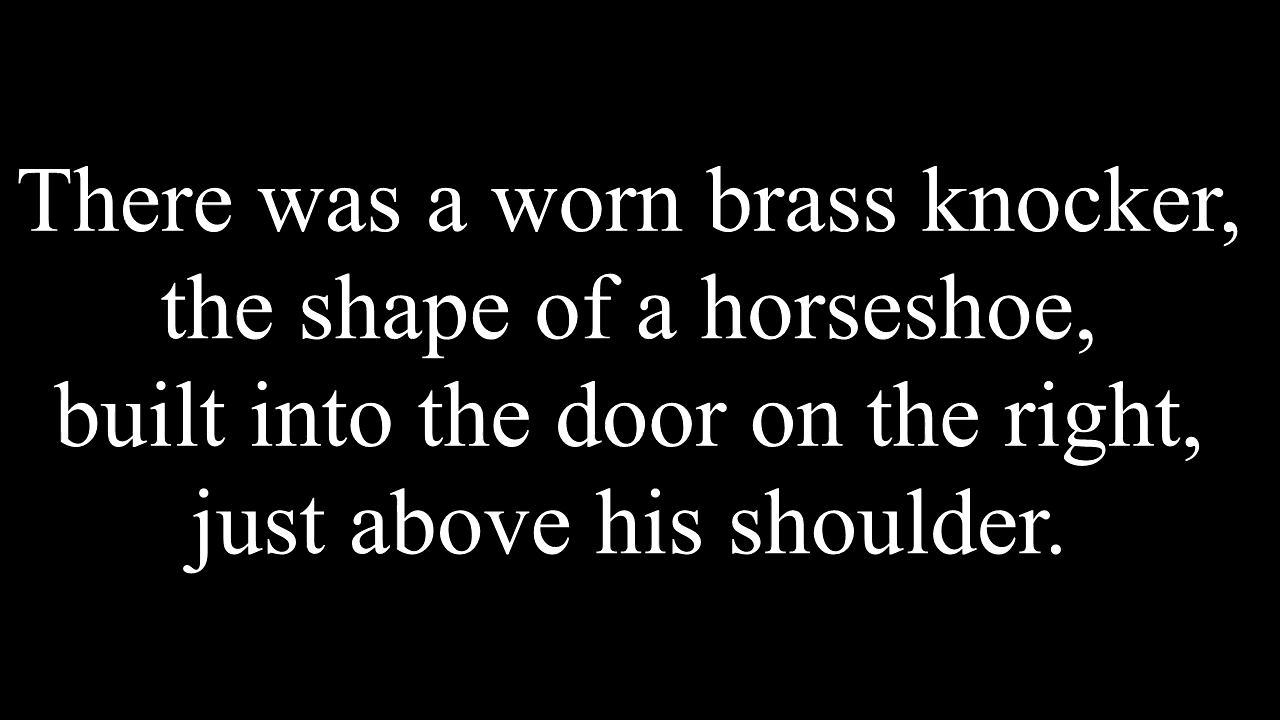 There was a worn brass knocker,
the shape of a horseshoe,
built into the door on the right,
just above his shoulder.